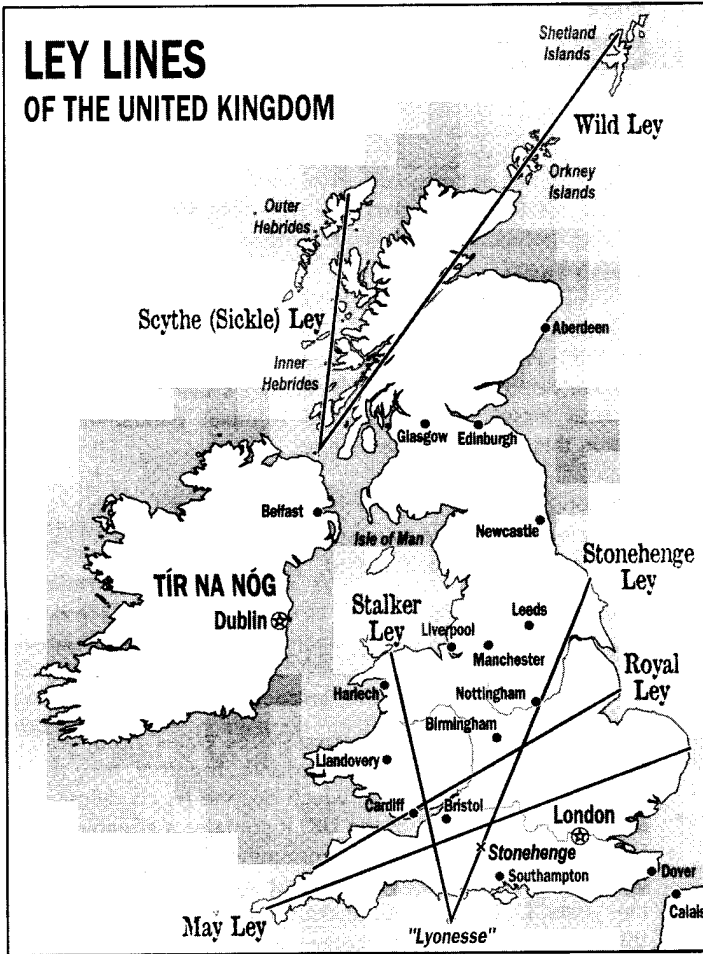 LEY LINES
OF THE UNITED KINGDOM
Shetland
Islands
Wild Ley
Orkney
Islands
Outer
Hebrides
Scythe (Sickle) Ley
Inner
Hebrides
Aberdeen
Glasgow
Edinburgh
Belfast
Isle of Man
Newcastle
Stonehenge
Ley
TÍR NA NÓG
Dublin
Stalker
Ley
Leeds
Liverpool
Manchester
Royal
Ley
Harlech
Nottingham
Birmingham
Llandovery
Cardiff
Bristol
London
Stonehenge
Southampton
Dover
Calais
May Ley
"Lyonesse"